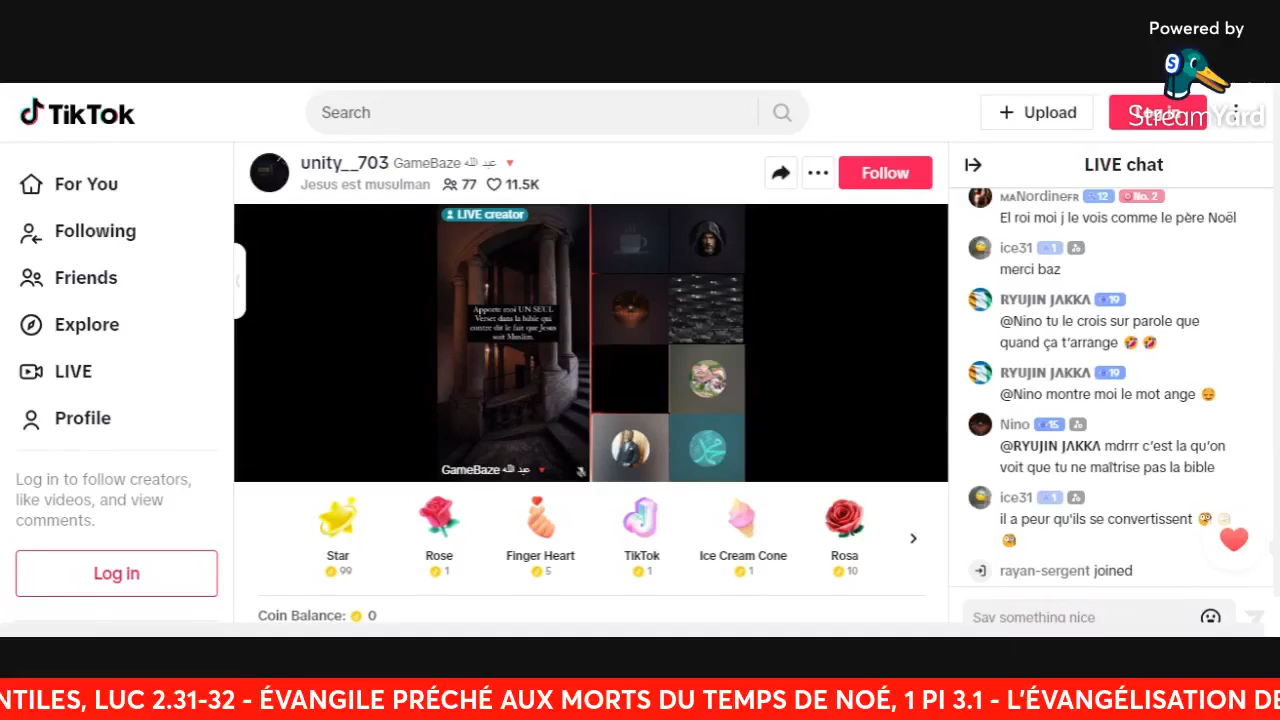 Powered by
StreamYard
TikTok
Search
Upload
Log in
For You
Following
Friends
Explore
LIVE
Profile
Log in to follow creators,
like videos, and view
comments.
Log in
unity__703 GameBaze عبد الله
Jesus est musulman 77 11.5K
Follow
LIVE creator
Apporte moi UN SEUL
Verset dans la bible qui
contre dit le fait que Jesus
soit Muslim.
GameBaze عبد الله
Star
99
Rose
1
Finger Heart
5
TikTok
1
Ice Cream Cone
1
Rosa
10
Coin Balance: 0
LIVE chat
ᴍᴀNordineꜰʀ 12 No. 2
El roi moi j le vois comme le père Noël
ice31 1
merci baz
RYUJIN JΛKKΛ 19
@Nino tu le crois sur parole que
quand ça t’arrange 🤣 🤣
RYUJIN JΛKKΛ 19
@Nino montre moi le mot ange
Nino 15
@RYUJIN JΛKKΛ mdrrr c’est la qu’on
voit que tu ne maîtrise pas la bible
ice31 1
il a peur qu'ils se convertissent
rayan-sergent joined
Say something nice
NTILES, LUC 2.31-32 - ÉVANGILE PRÉCHÉ AUX MORTS DU TEMPS DE NOÉ, 1 PI 3.1 - L’ÉVANGÉLISATION DE